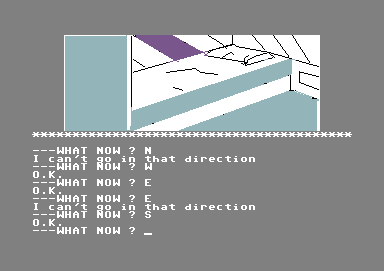 ****************************************
---WHAT NOW ? N
I can't go in that direction
---WHAT NOW ? W
O.K.
---WHAT NOW ? E
O.K.
---WHAT NOW ? E
I can't go in that direction
---WHAT NOW ? S
O.K.
---WHAT NOW ? _